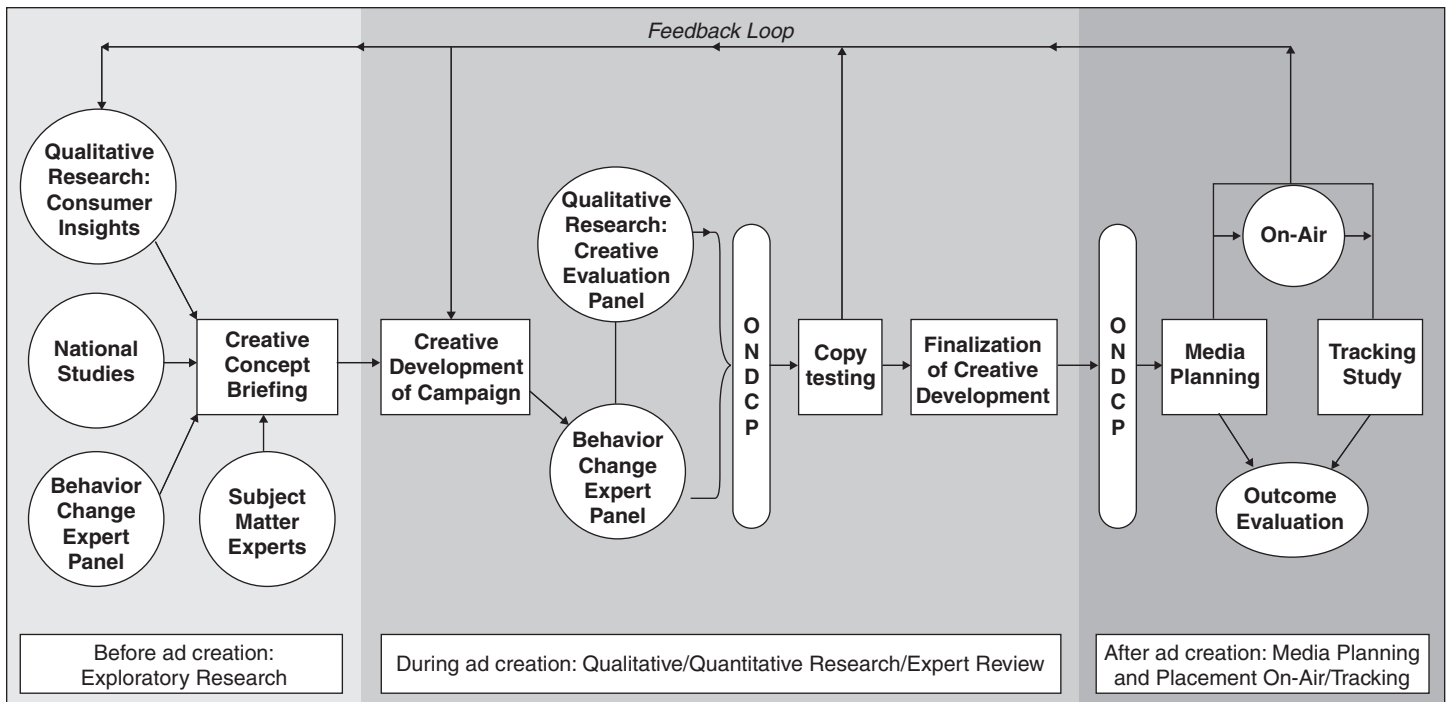 Feedback Loop
Qualitative
Research:
Consumer
Insights
National
Studies
Behavior
Change
Expert
Panel
Subject
Matter
Experts
Creative
Concept
Briefing
Creative
Development
of Campaign
Qualitative
Research:
Creative
Evaluation
Panel
Behavior
Change
Expert
Panel
O
N
D
C
P
Copy
testing
Finalization
of Creative
Development
O
N
D
C
P
Media
Planning
On-Air
Tracking
Study
Outcome
Evaluation
Before ad creation:
Exploratory Research
During ad creation: Qualitative/Quantitative Research/Expert Review
After ad creation: Media Planning
and Placement On-Air/Tracking